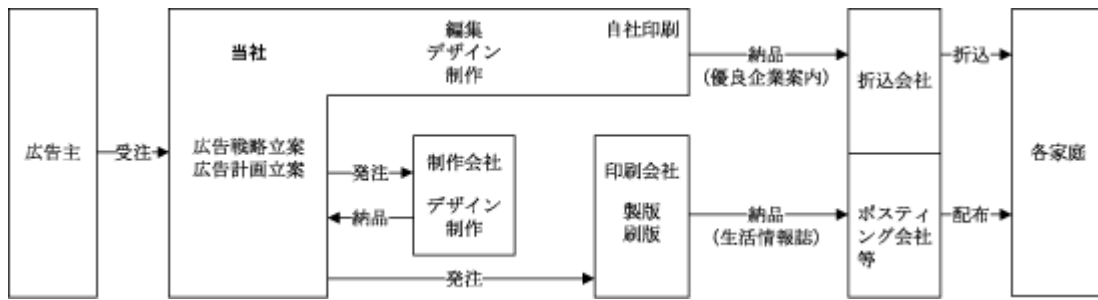 広告主
受注
当社
編集
デザイン
制作
自社印刷
広告戦略立案
広告計画立案
発注
納品
制作会社
デザイン
制作
発注
印刷会社
製版
刷版
納品
(優良企業案内)
納品
(生活情報誌)
折込会社
ポスティ
ング会社
等
折込
配布
各家庭